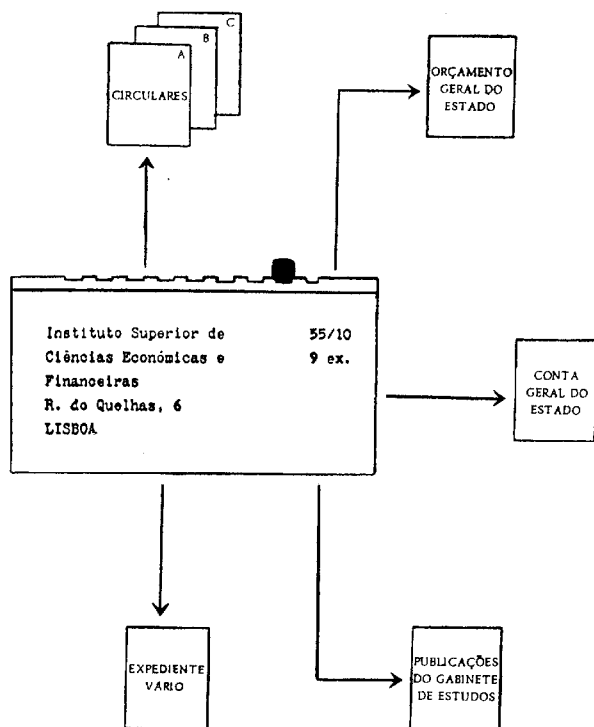 C
B
A
CIRCULARES
ORÇAMENTO
GERAL DO
ESTADO
Instituto Superior de 55/10
Ciências Económicas e 9 ex.
Financeiras
R. do Quelhas, 6
LISBOA
CONTA
GERAL DO
ESTADO
EXPEDIENTE
VÁRIO
PUBLICAÇÕES
DO GABINETE
DE ESTUDOS